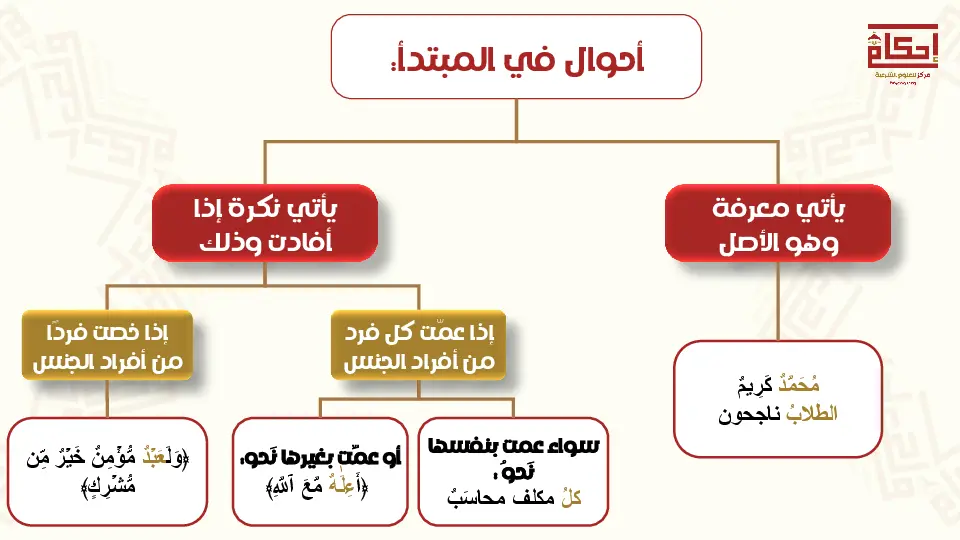 إحكام
مركز للعلوم الشرعية
أحوال في المبتدأ:
يأتي معرفة
وهو الأصل
يأتي نكرة إذا
أفادت وذلك
إذا عمّت كل فرد
من أفراد الجنس
إذا خصت فردًا
من أفراد الجنس
مُحَمَّدٌ كَرِيمٌ
الطلابُ ناجحون
سواء عمت بنفسها
نَحوُ:
كلُ مكلف محاسَبٌ
أو عمّت بغيرها نَحوُ:
﴿أَءِلَٰهٌ مَّعَ ٱللَّهِ﴾
﴿وَلَعَبْدٌ مُّؤْمِنٌ خَيْرٌ مِّن
مُّشْرِكٍ﴾